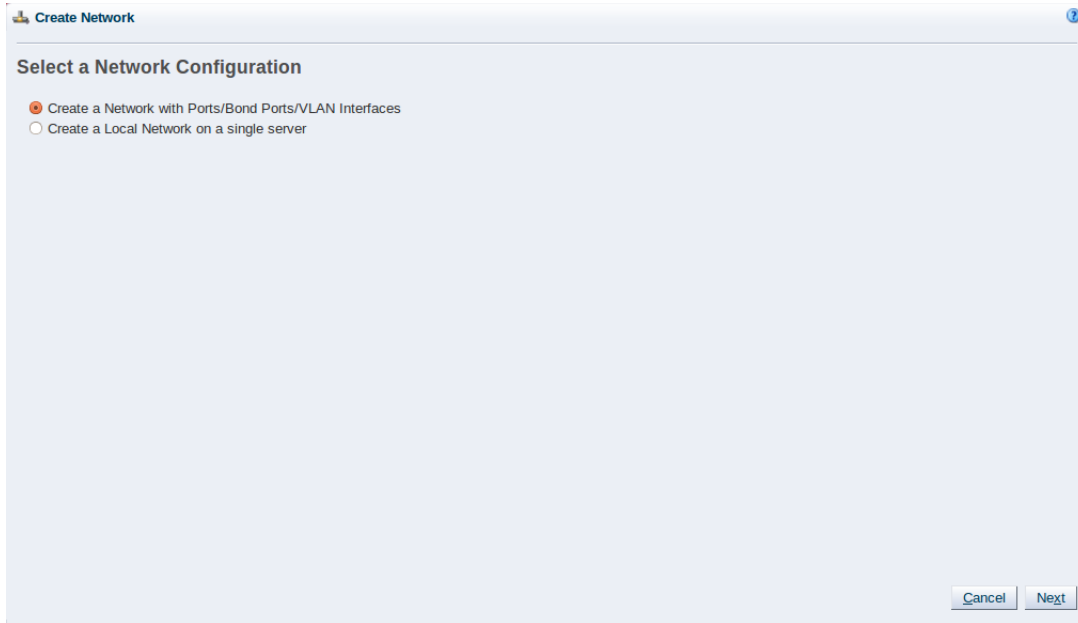 Create Network
?
Select a Network Configuration
Create a Network with Ports/Bond Ports/VLAN Interfaces
Create a Local Network on a single server
Cancel Next